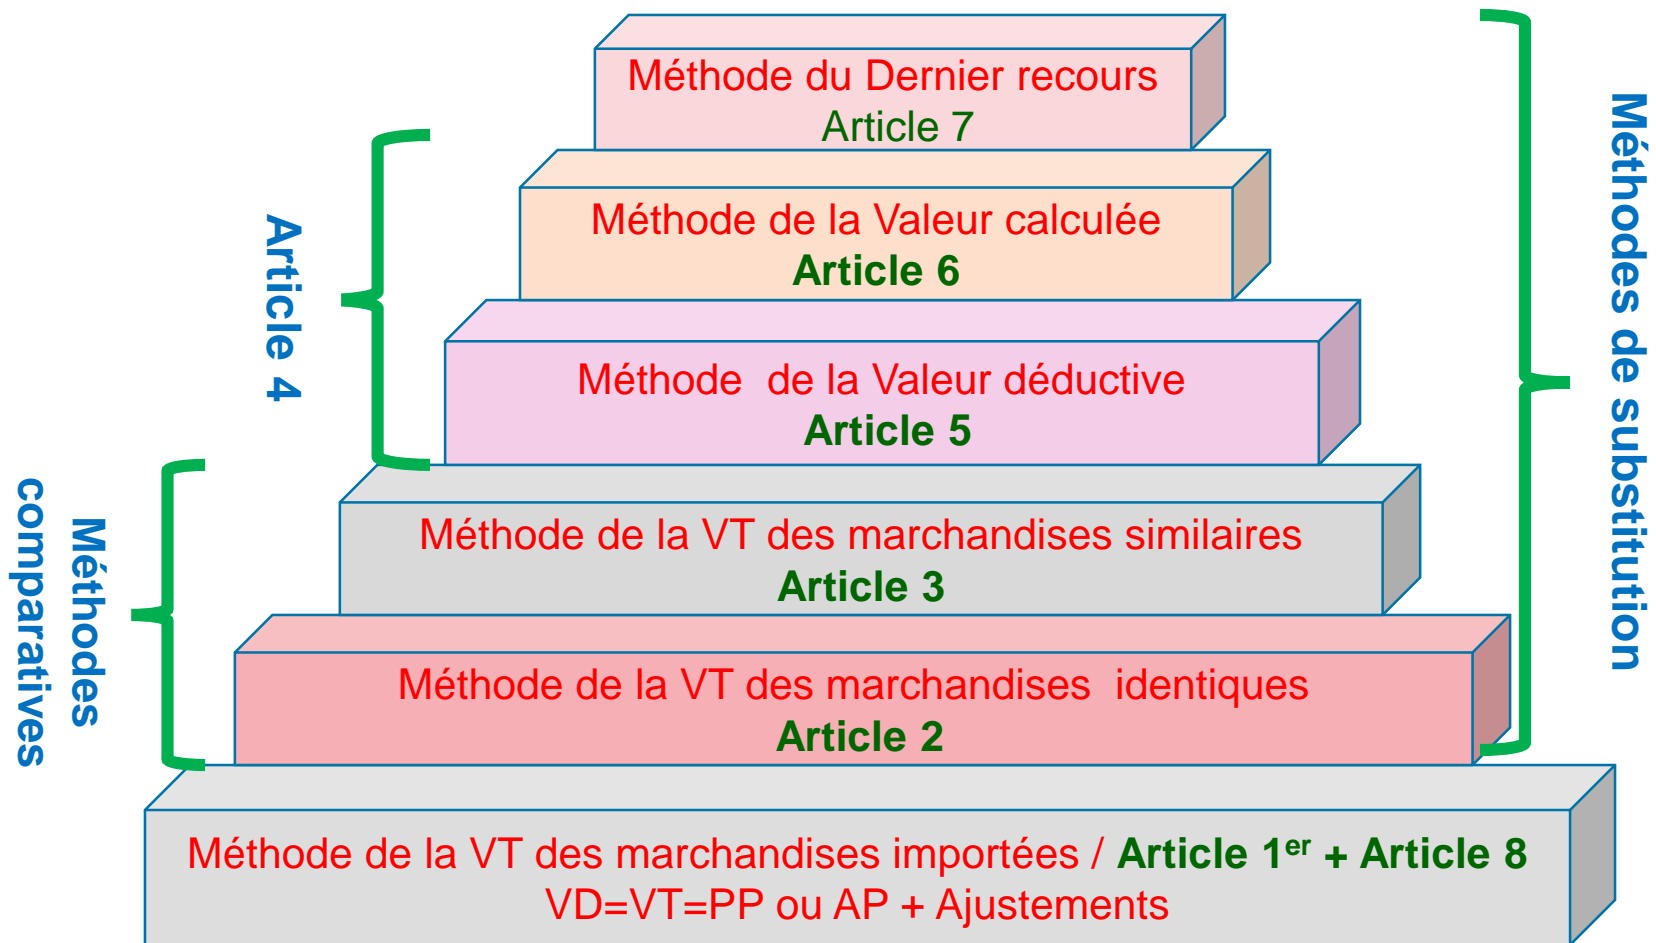 Méthode du Dernier recours
Article 7
Méthode de la Valeur calculée
Article 6
Méthode de la Valeur déductive
Article 5
Méthode de la VT des marchandises similaires
Article 3
Méthode de la VT des marchandises identiques
Article 2
Méthode de la VT des marchandises importées / Article 1er + Article 8
VD=VT=PP ou AP + Ajustements
Article 4
Méthodes
comparatives
Méthodes de substitution